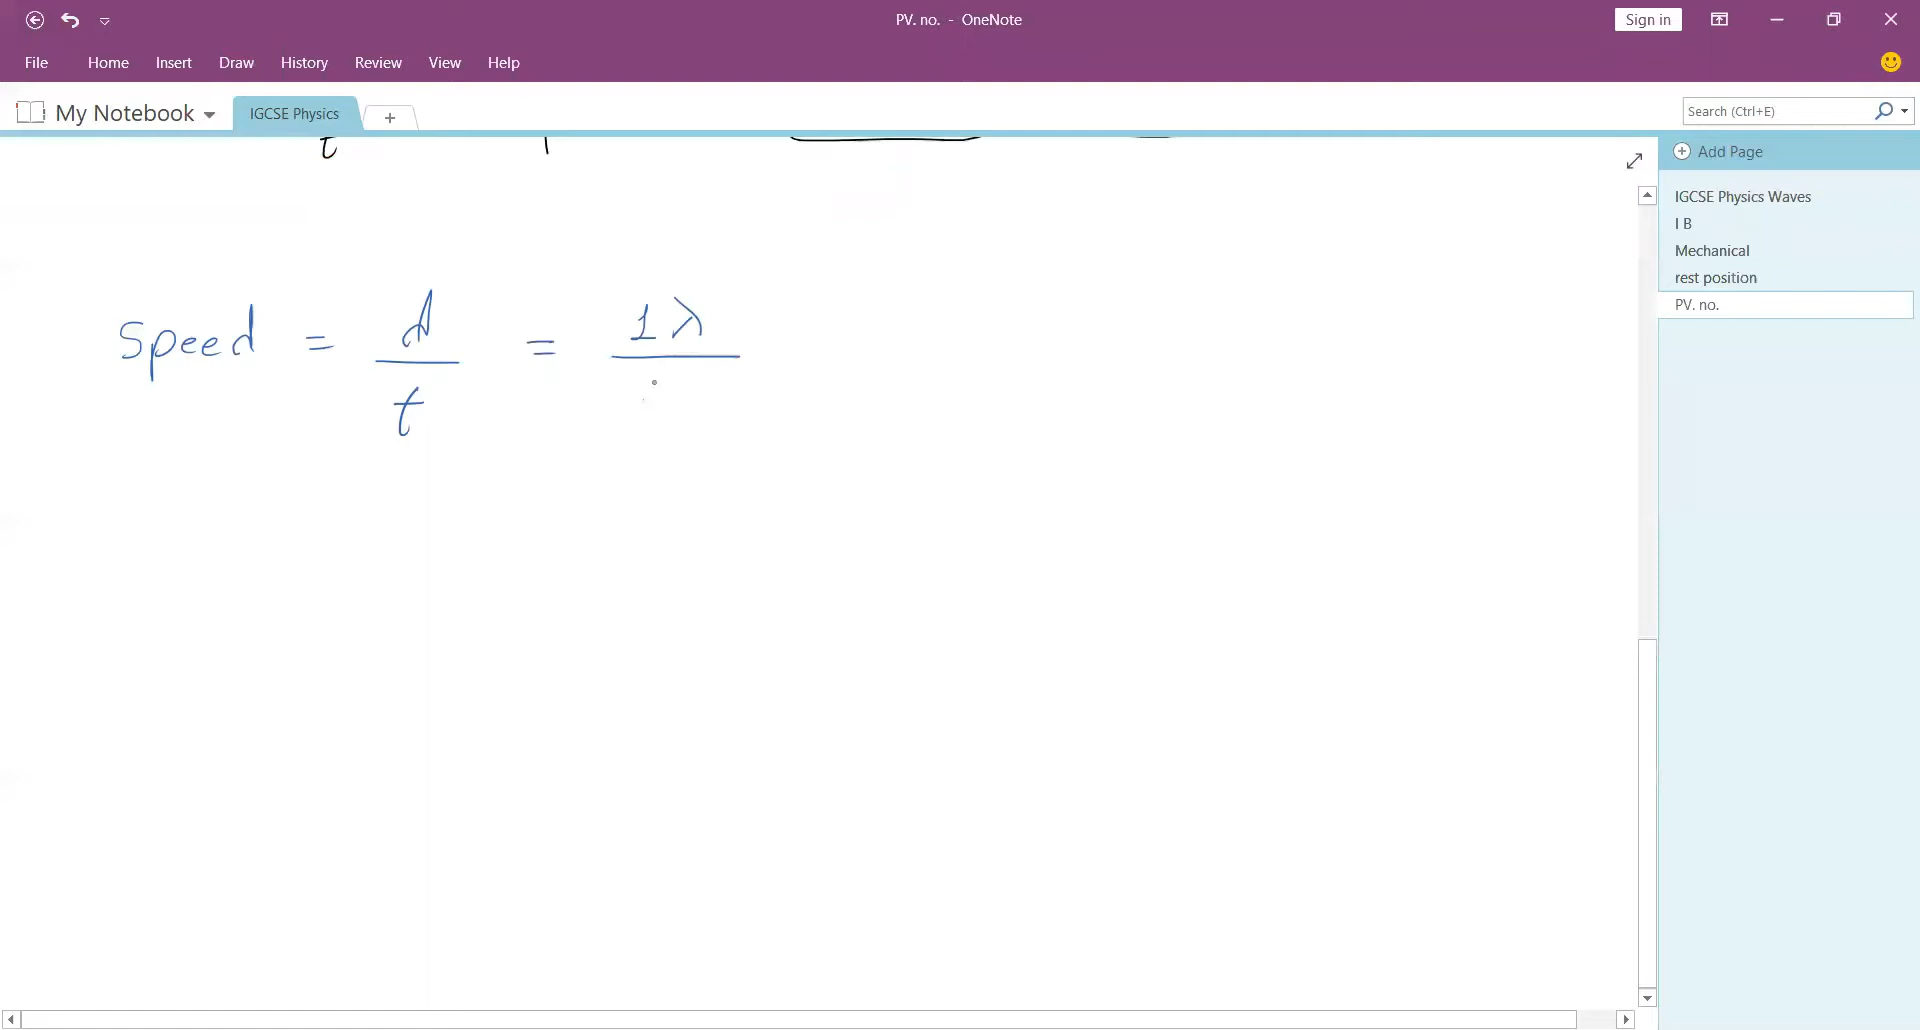 PV. no. - OneNote
Sign in
File Home Insert Draw History Review View Help
My Notebook
IGCSE Physics
+
Search (Ctrl+E)
t
Add Page
IGCSE Physics Waves
I B
Mechanical
rest position
PV. no.
Speed = d/t = 1λ